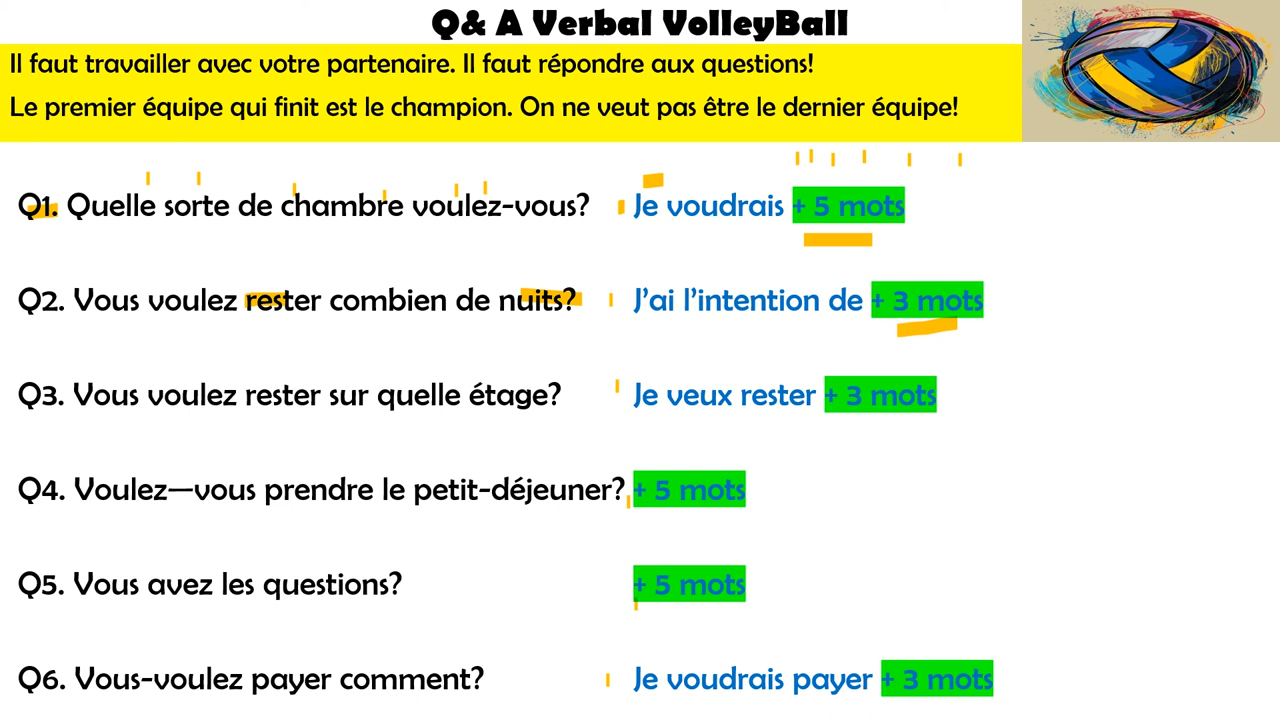 Q& A Verbal VolleyBall
Il faut travailler avec votre partenaire. Il faut répondre aux questions!
Le premier équipe qui finit est le champion. On ne veut pas être le dernier équipe!
Q1. Quelle sorte de chambre voulez-vous? Je voudrais + 5 mots
Q2. Vous voulez rester combien de nuits? J'ai l'intention de + 3 mots
Q3. Vous voulez rester sur quelle étage? Je veux rester + 3 mots
Q4. Voulez—vous prendre le petit-déjeuner? + 5 mots
Q5. Vous avez les questions? + 5 mots
Q6. Vous-voulez payer comment? Je voudrais payer + 3 mots